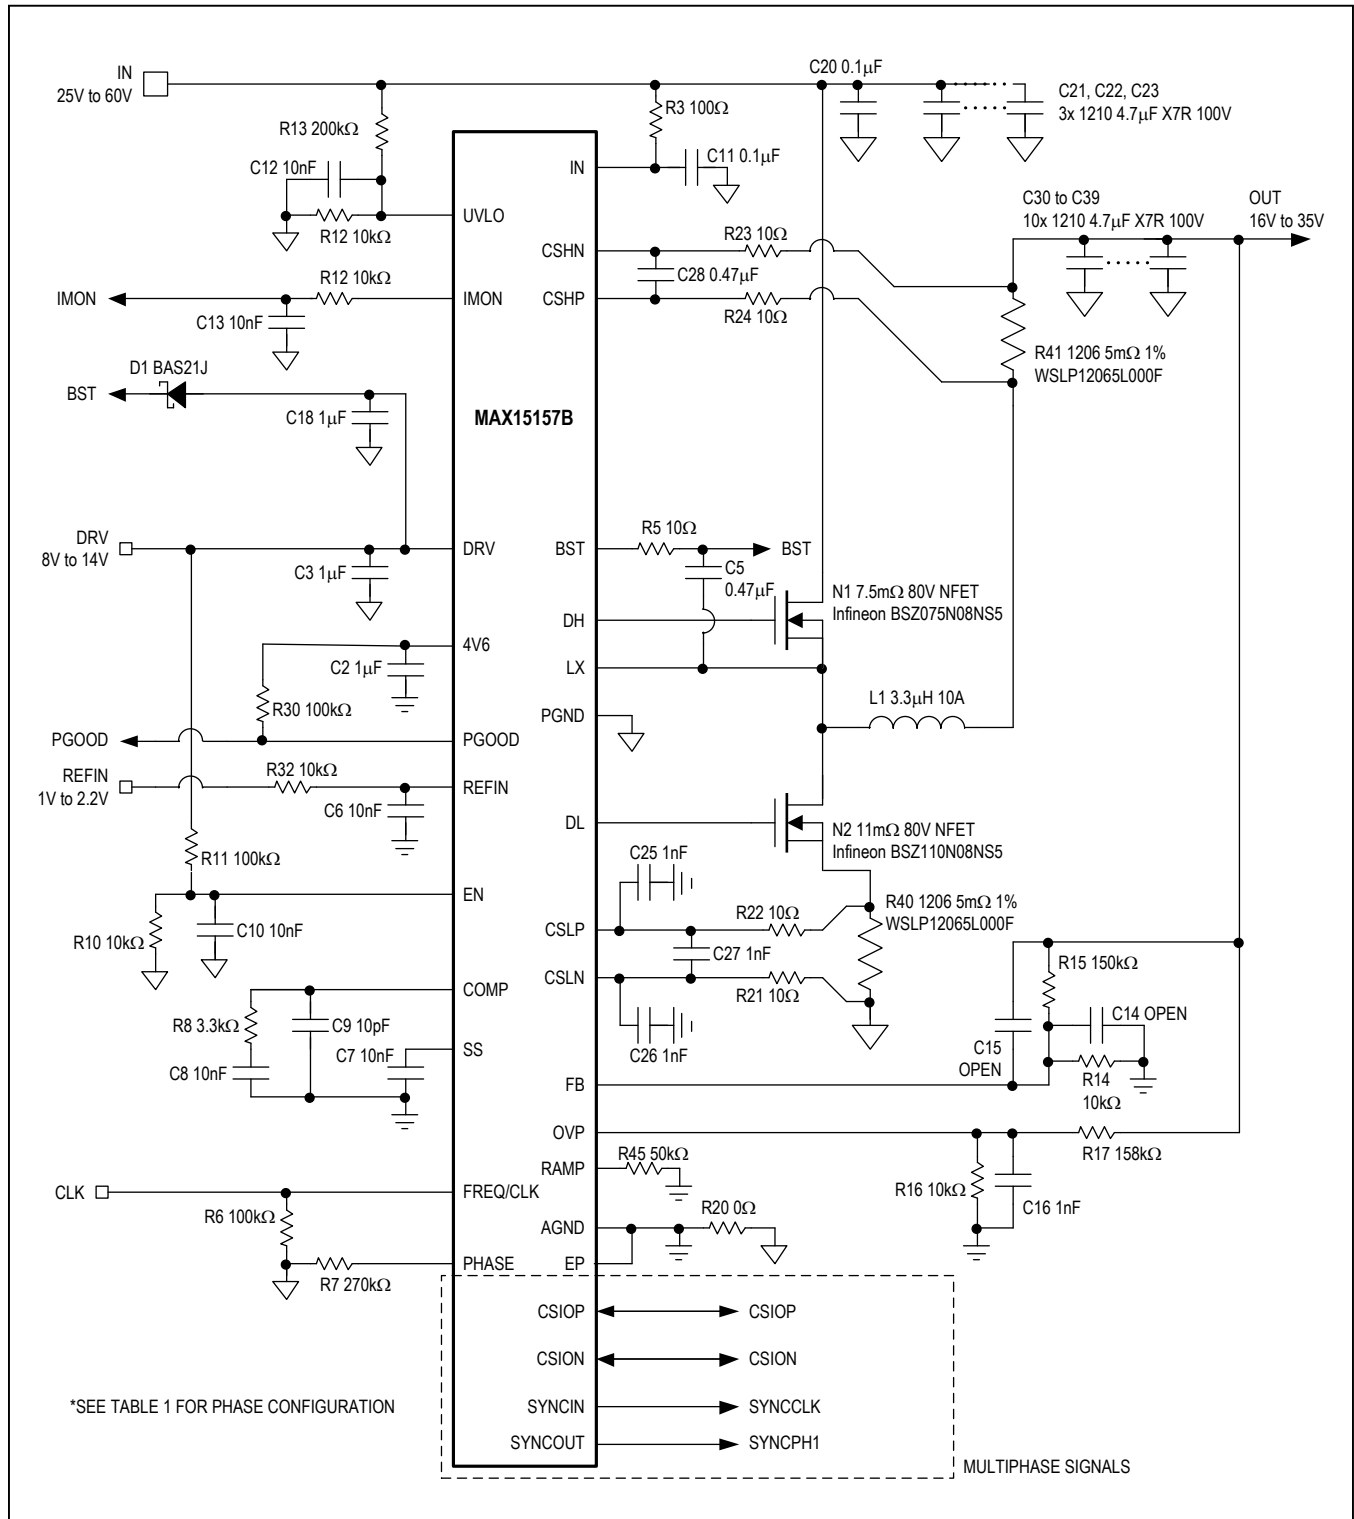 IN
25V to 60V
R13 200kΩ
C12 10nF
R12 10kΩ
R3 100Ω
C11 0.1μF
C20 0.1μF
C21, C22, C23
3x 1210 4.7μF X7R 100V
C30 to C39
10x 1210 4.7μF X7R 100V
OUT
16V to 35V
IN
UVLO
CSHN
R23 10Ω
C28 0.47μF
CSHP
R24 10Ω
R41 1206 5mΩ 1%
WSLP12065L000F
IMON
R12 10kΩ
C13 10nF
IMON
D1 BAS21J
BST
C18 1μF
MAX15157B
DRV
8V to 14V
C3 1μF
DRV
BST
R5 10Ω
BST
C5
0.47μF
N1 7.5mΩ 80V NFET
Infineon BSZ075N08NS5
DH
4V6
C2 1μF
LX
R30 100kΩ
L1 3.3μH 10A
PGND
PGOOD
PGOOD
REFIN
1V to 2.2V
R32 10kΩ
C6 10nF
REFIN
DL
N2 11mΩ 80V NFET
Infineon BSZ110N08NS5
R11 100kΩ
C25 1nF
EN
R10 10kΩ
C10 10nF
CSLP
R22 10Ω
R40 1206 5mΩ 1%
WSLP12065L000F
C27 1nF
CSLN
R21 10Ω
C26 1nF
R15 150kΩ
C14 OPEN
C15
OPEN
R14
10kΩ
COMP
R8 3.3kΩ
C9 10pF
C8 10nF
C7 10nF
SS
FB
OVP
R17 158kΩ
RAMP
R45 50kΩ
R16 10kΩ
C16 1nF
CLK
FREQ/CLK
R6 100kΩ
AGND
R20 0Ω
PHASE
R7 270kΩ
EP
CSIOP
CSIOP
CSION
CSION
*SEE TABLE 1 FOR PHASE CONFIGURATION
SYNCIN
SYNCCLK
SYNCOUT
SYNCPH1
MULTIPHASE SIGNALS